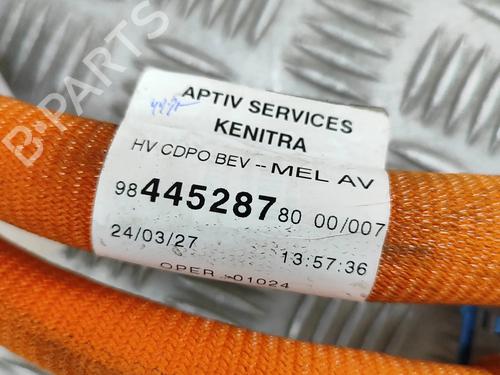 B-PARTS
APTIV SERVICES
KENITRA
HV CDPO BEV -- MEL AV
98 445287 80 00/007
24/03/27 13:57:36
OPER :01024